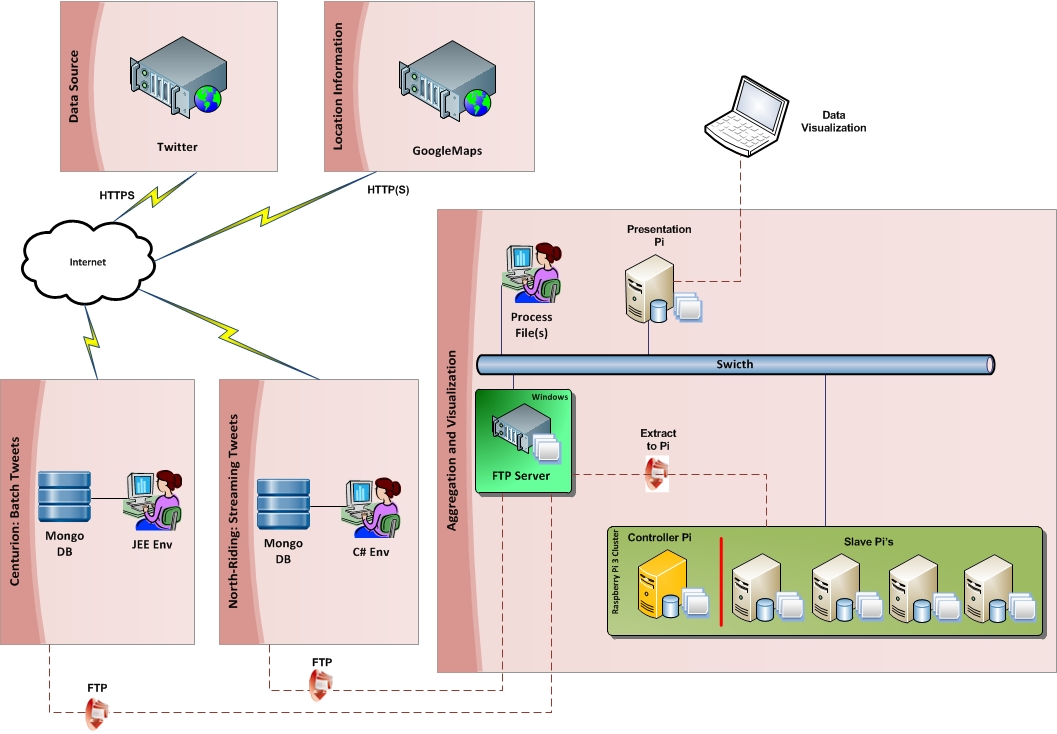 Data Source
Twitter
Location Information
GoogleMaps
HTTPS
HTTP(S)
Internet
Data
Visualization
Presentation
Pi
Process
File(s)
Swicth
Aggregation and Visualization
Windows
FTP Server
Extract
to Pi
Raspberry Pi 3 Cluster
Controller Pi
Slave Pi's
Centurion: Batch Tweets
Mongo
DB
JEE Env
North-Riding: Streaming Tweets
Mongo
DB
C# Env
FTP
FTP